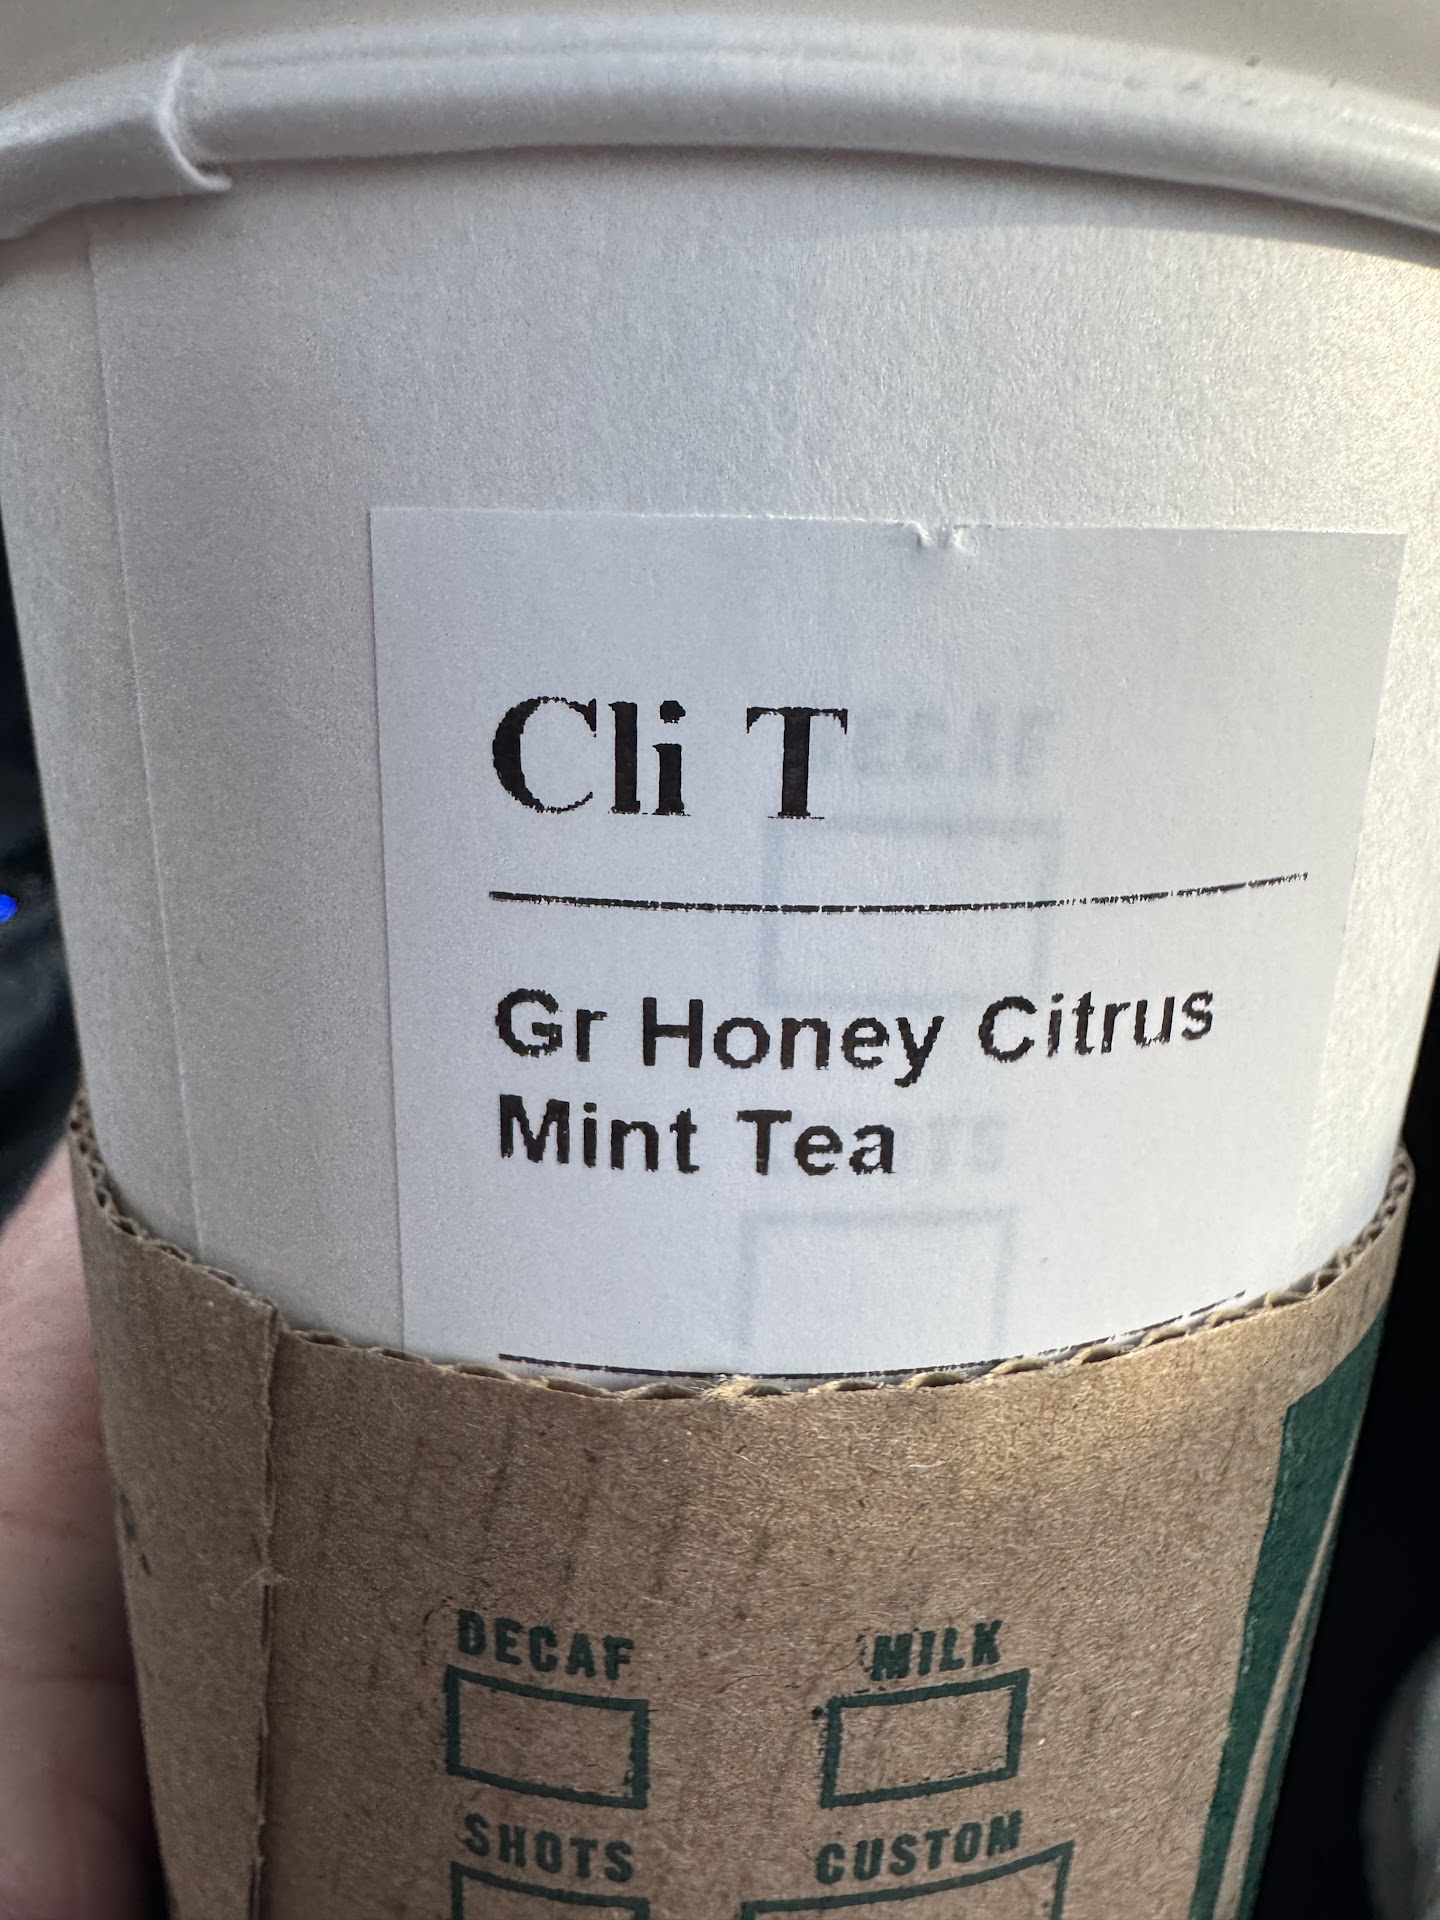 Cli T
Gr Honey Citrus
Mint Tea
DECAF
MILK
SHOTS
CUSTOM